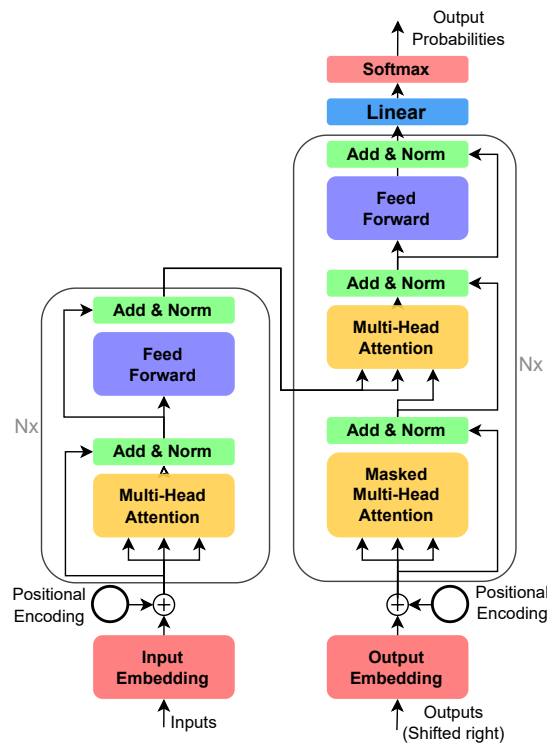 Output
Probabilities
Softmax
Linear
Add & Norm
Feed
Forward
Add & Norm
Multi-Head
Attention
Nx
Add & Norm
Masked
Multi-Head
Attention
Positional
Encoding
Output
Embedding
Outputs
(Shifted right)
Add & Norm
Feed
Forward
Nx
Add & Norm
Multi-Head
Attention
Positional
Encoding
Input
Embedding
Inputs